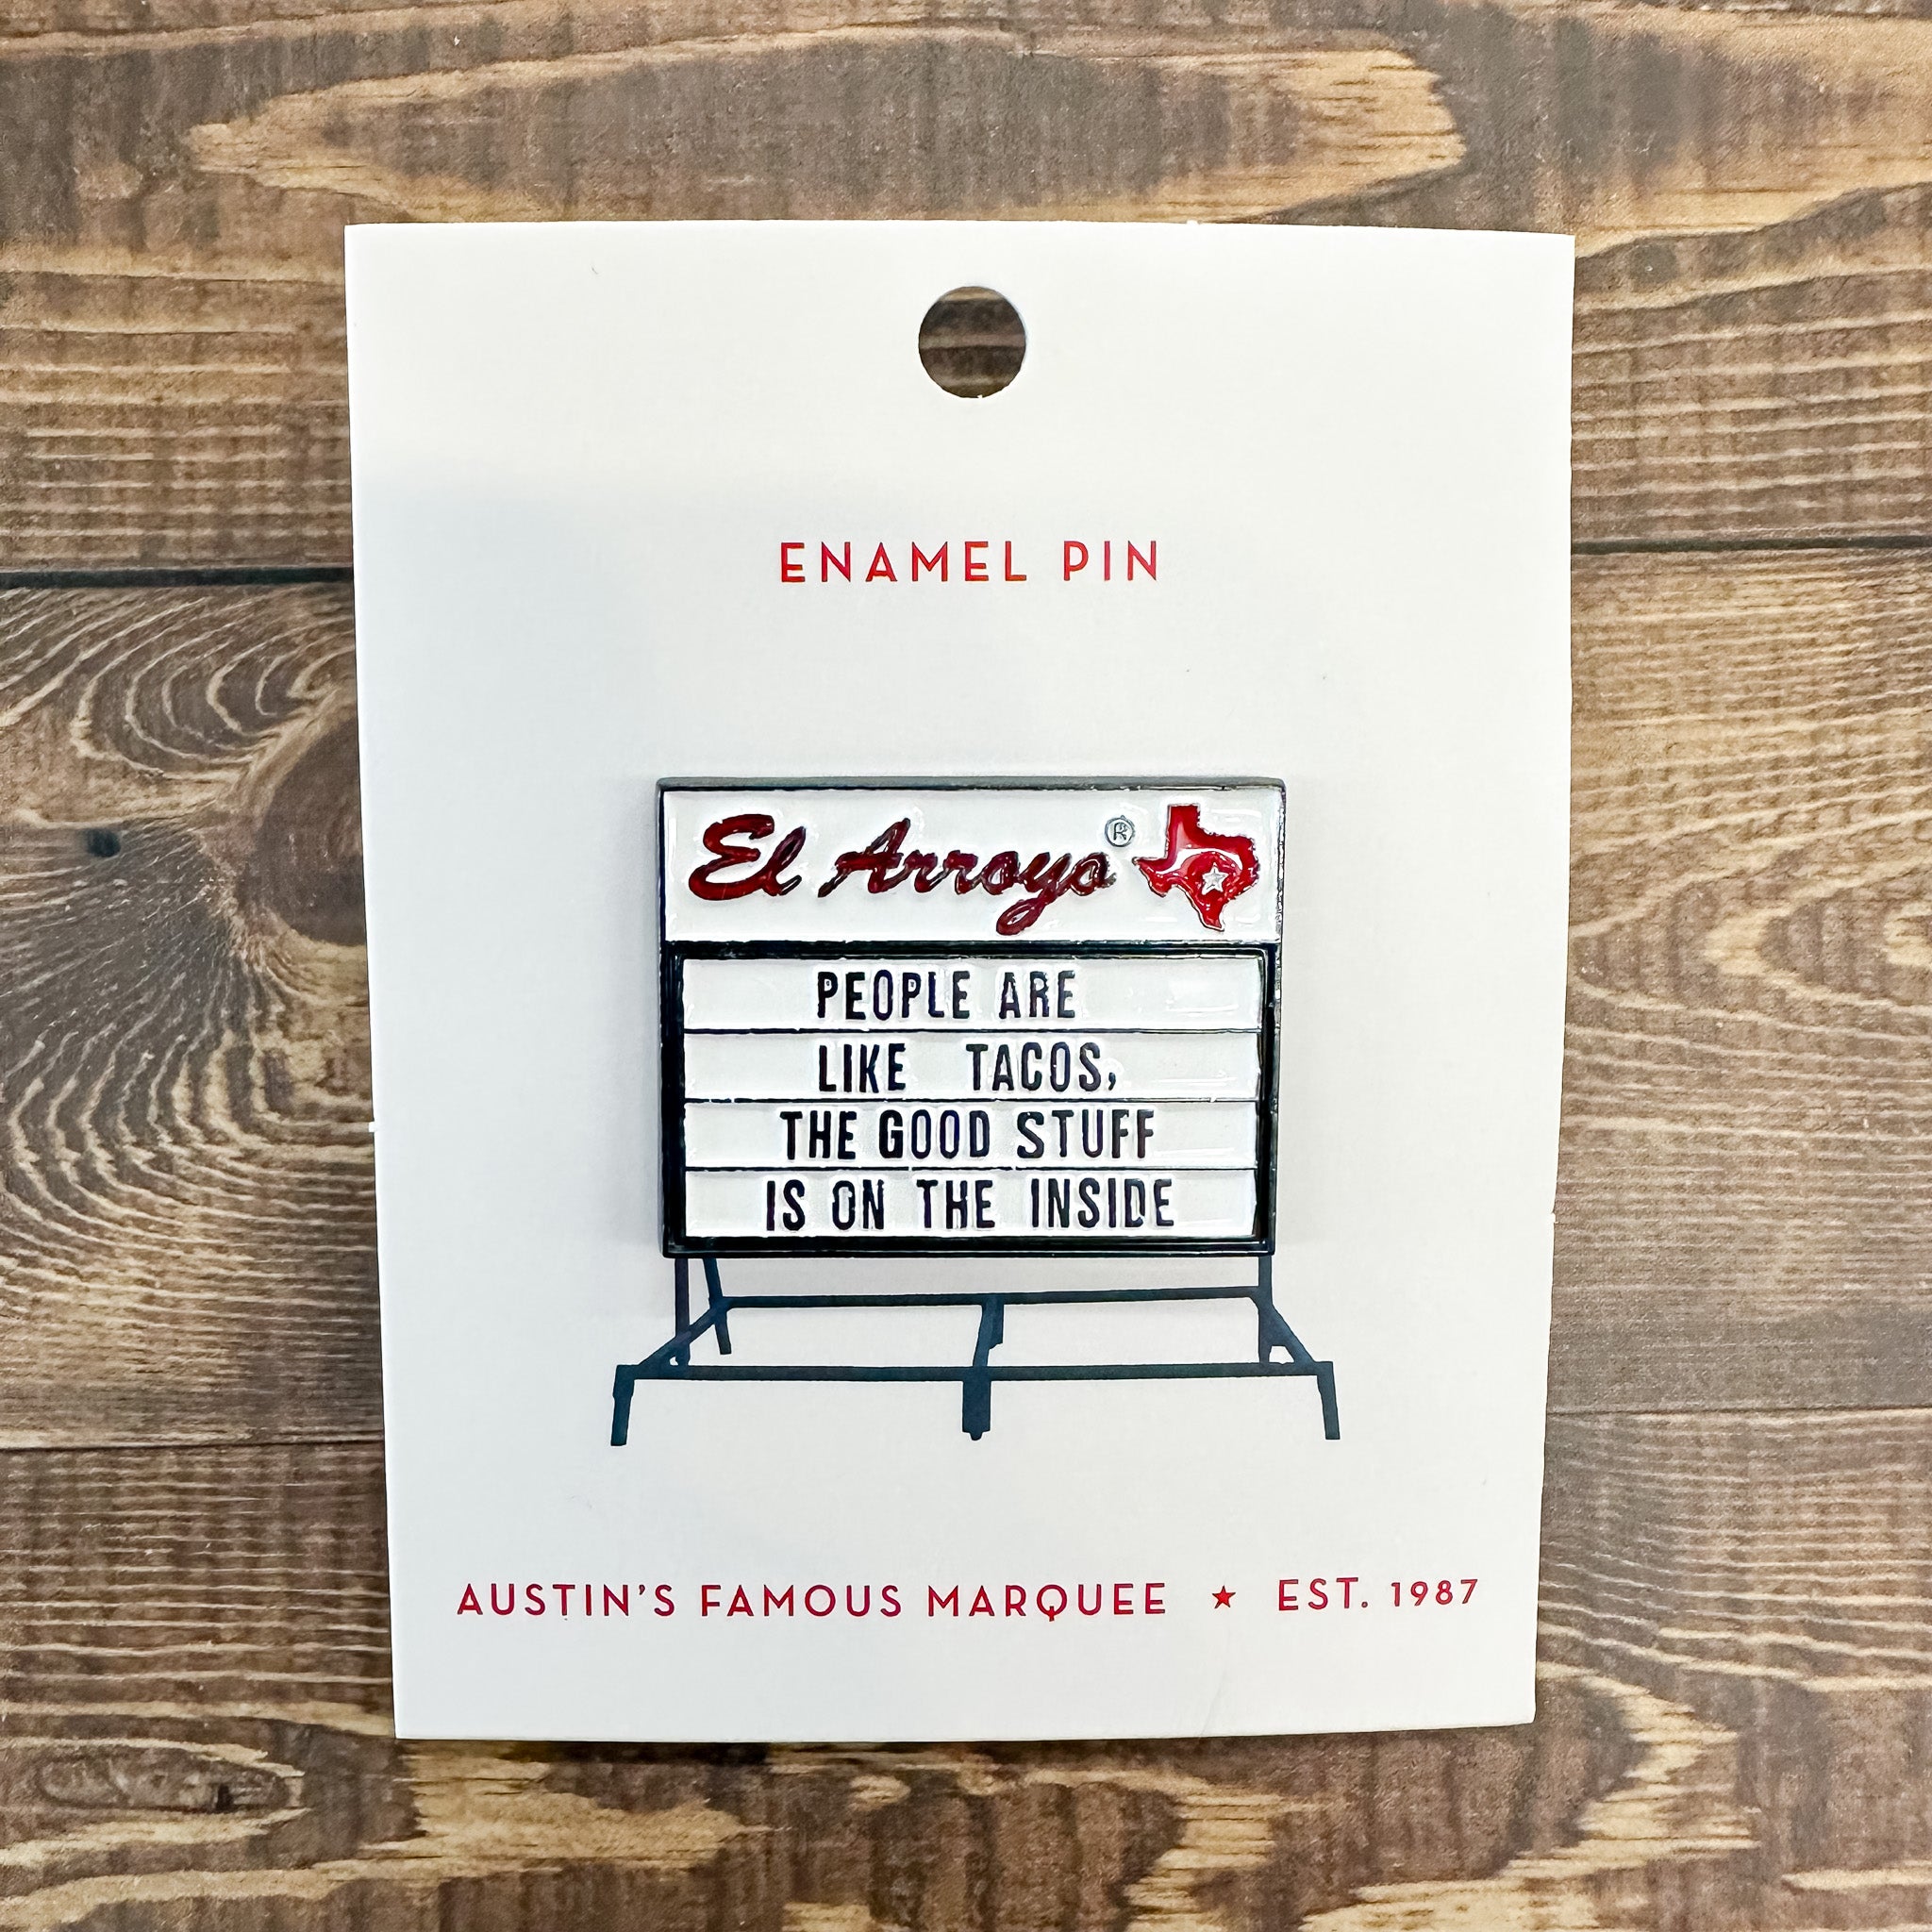 ENAMEL PIN
El Arroyo®
PEOPLE ARE
LIKE TACOS,
THE GOOD STUFF
IS ON THE INSIDE
AUSTIN'S FAMOUS MARQUEE ★ EST. 1987